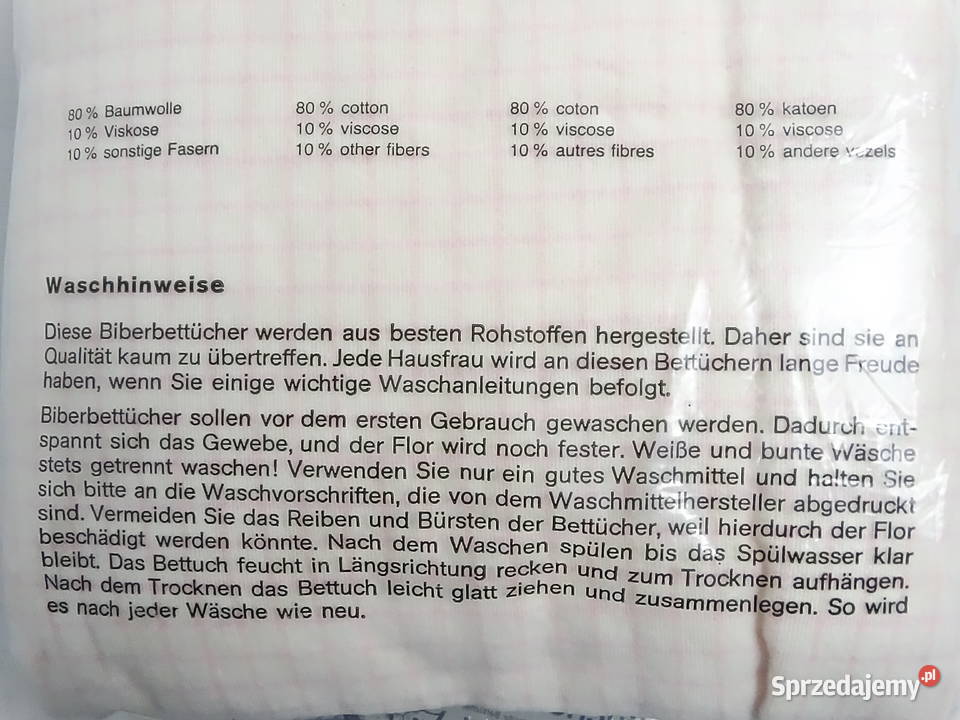 80 % Baumwolle
10 % Viskose
10 % sonstige Fasern
80 % cotton
10 % viscose
10 % other fibers
80 % coton
10 % viscose
10 % autres fibres
80 % katoen
10 % viscose
10 % andere vezels
Waschhinweise
Diese Biberbettücher werden aus besten Rohstoffen hergestellt. Daher sind sie an
Qualität kaum zu übertreffen. Jede Hausfrau wird an diesen Bettüchern lange Freude
haben, wenn Sie einige wichtige Waschanleitungen befolgt.
Biberbettücher sollen vor dem ersten Gebrauch gewaschen werden. Dadurch ent-
spannt sich das Gewebe, und der Flor wird noch fester. Weiße und bunte Wäsche
stets getrennt waschen! Verwenden Sie nur ein gutes Waschmittel und halten Sie
sich bitte an die Waschvorschriften, die von dem Waschmittelhersteller abgedruckt
sind. Vermeiden Sie das Reiben und Bürsten der Bettücher, weil hierdurch der Flor
beschädigt werden könnte. Nach dem Waschen spülen bis das Spülwasser klar
bleibt. Das Bettuch feucht in Längsrichtung recken und zum Trocknen aufhängen.
Nach dem Trocknen das Bettuch leicht glatt ziehen und zusammenlegen. So wird
es nach jeder Wäsche wie neu.
Sprzedajemy.pl